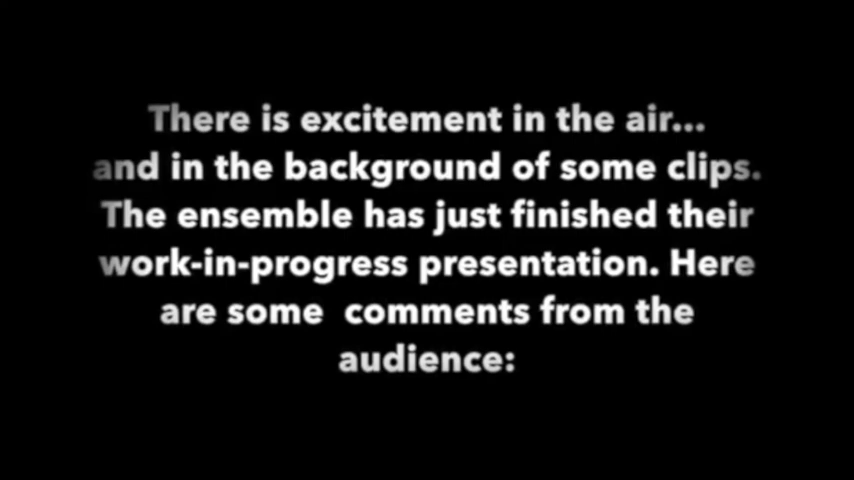 There is excitement in the air...
and in the background of some clips.
The ensemble has just finished their
work-in-progress presentation. Here
are some  comments from the
audience: